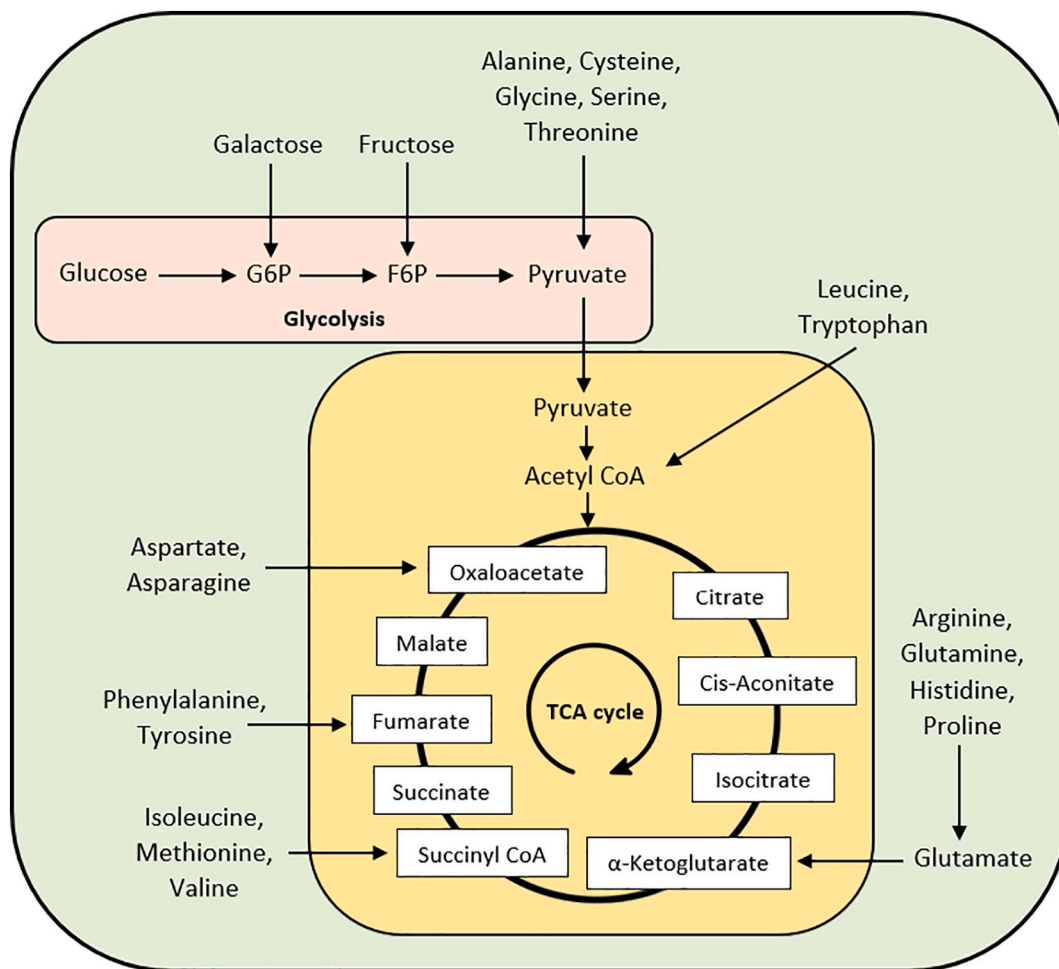 Alanine, Cysteine,
Glycine, Serine,
Threonine
Galactose
Fructose
Glucose
G6P
F6P
Pyruvate
Glycolysis
Leucine,
Tryptophan
Pyruvate
Acetyl CoA
Aspartate,
Asparagine
Oxaloacetate
Citrate
Malate
Cis-Aconitate
Arginine,
Glutamine,
Histidine,
Proline
Phenylalanine,
Tyrosine
Fumarate
TCA cycle
Succinate
Isocitrate
Isoleucine,
Methionine,
Valine
Succinyl CoA
α-Ketoglutarate
Glutamate